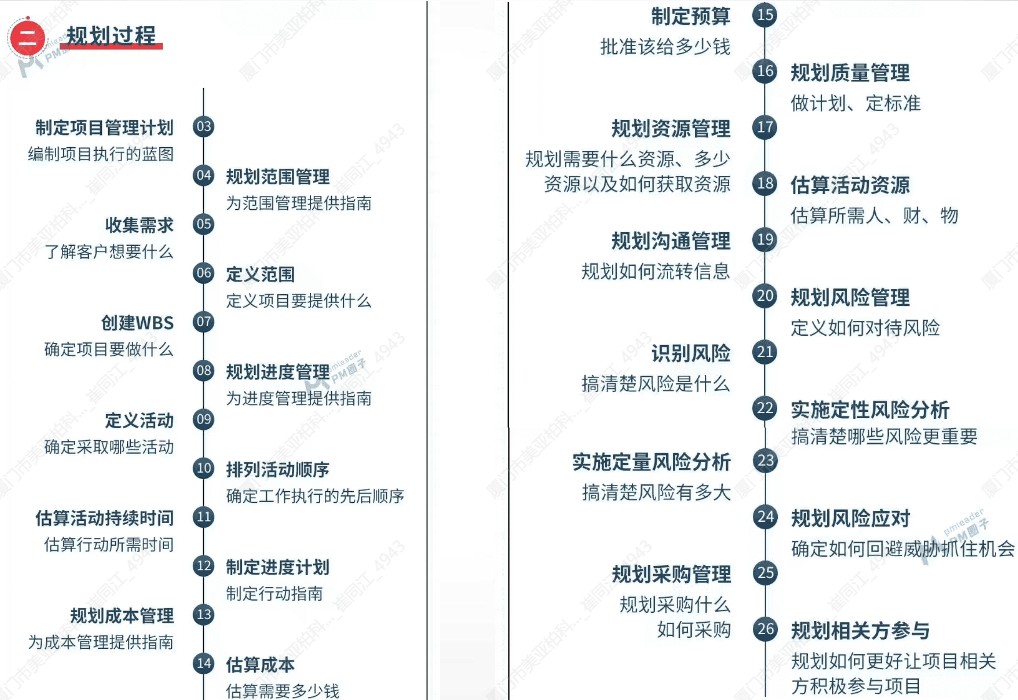 二
规划过程
03
制定项目管理计划
编制项目执行的蓝图
04
规划范围管理
为范围管理提供指南
05
收集需求
了解客户想要什么
06
定义范围
定义项目要提供什么
07
创建WBS
确定项目要做什么
08
规划进度管理
为进度管理提供指南
09
定义活动
确定采取哪些活动
10
排列活动顺序
确定工作执行的先后顺序
11
估算活动持续时间
估算行动所需时间
12
制定进度计划
制定行动指南
13
规划成本管理
为成本管理提供指南
14
估算成本
估算需要多少钱
15
制定预算
批准该给多少钱
16
规划质量管理
做计划、定标准
17
规划资源管理
规划需要什么资源、多少
资源以及如何获取资源
18
估算活动资源
估算所需人、财、物
19
规划沟通管理
规划如何流转信息
20
规划风险管理
定义如何对待风险
21
识别风险
搞清楚风险是什么
22
实施定性风险分析
搞清楚哪些风险更重要
23
实施定量风险分析
搞清楚风险有多大
24
规划风险应对
确定如何回避威胁抓住机会
25
规划采购管理
规划采购什么
如何采购
26
规划相关方参与
规划如何更好让项目相关
方积极参与项目
pmleader
PM圈子